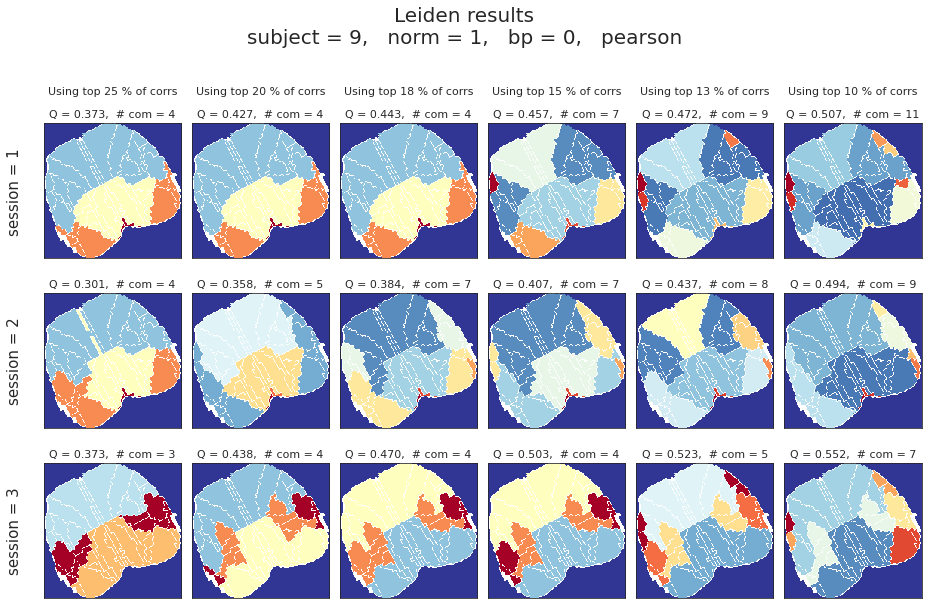 Leiden results
subject = 9,   norm = 1,   bp = 0,   pearson
Using top 25 % of corrs
Using top 20 % of corrs
Using top 18 % of corrs
Using top 15 % of corrs
Using top 13 % of corrs
Using top 10 % of corrs
session = 1
Q = 0.373,  # com = 4
Q = 0.427,  # com = 4
Q = 0.443,  # com = 4
Q = 0.457,  # com = 7
Q = 0.472,  # com = 9
Q = 0.507,  # com = 11
session = 2
Q = 0.301,  # com = 4
Q = 0.358,  # com = 5
Q = 0.384,  # com = 7
Q = 0.407,  # com = 7
Q = 0.437,  # com = 8
Q = 0.494,  # com = 9
session = 3
Q = 0.373,  # com = 3
Q = 0.438,  # com = 4
Q = 0.470,  # com = 4
Q = 0.503,  # com = 4
Q = 0.523,  # com = 5
Q = 0.552,  # com = 7